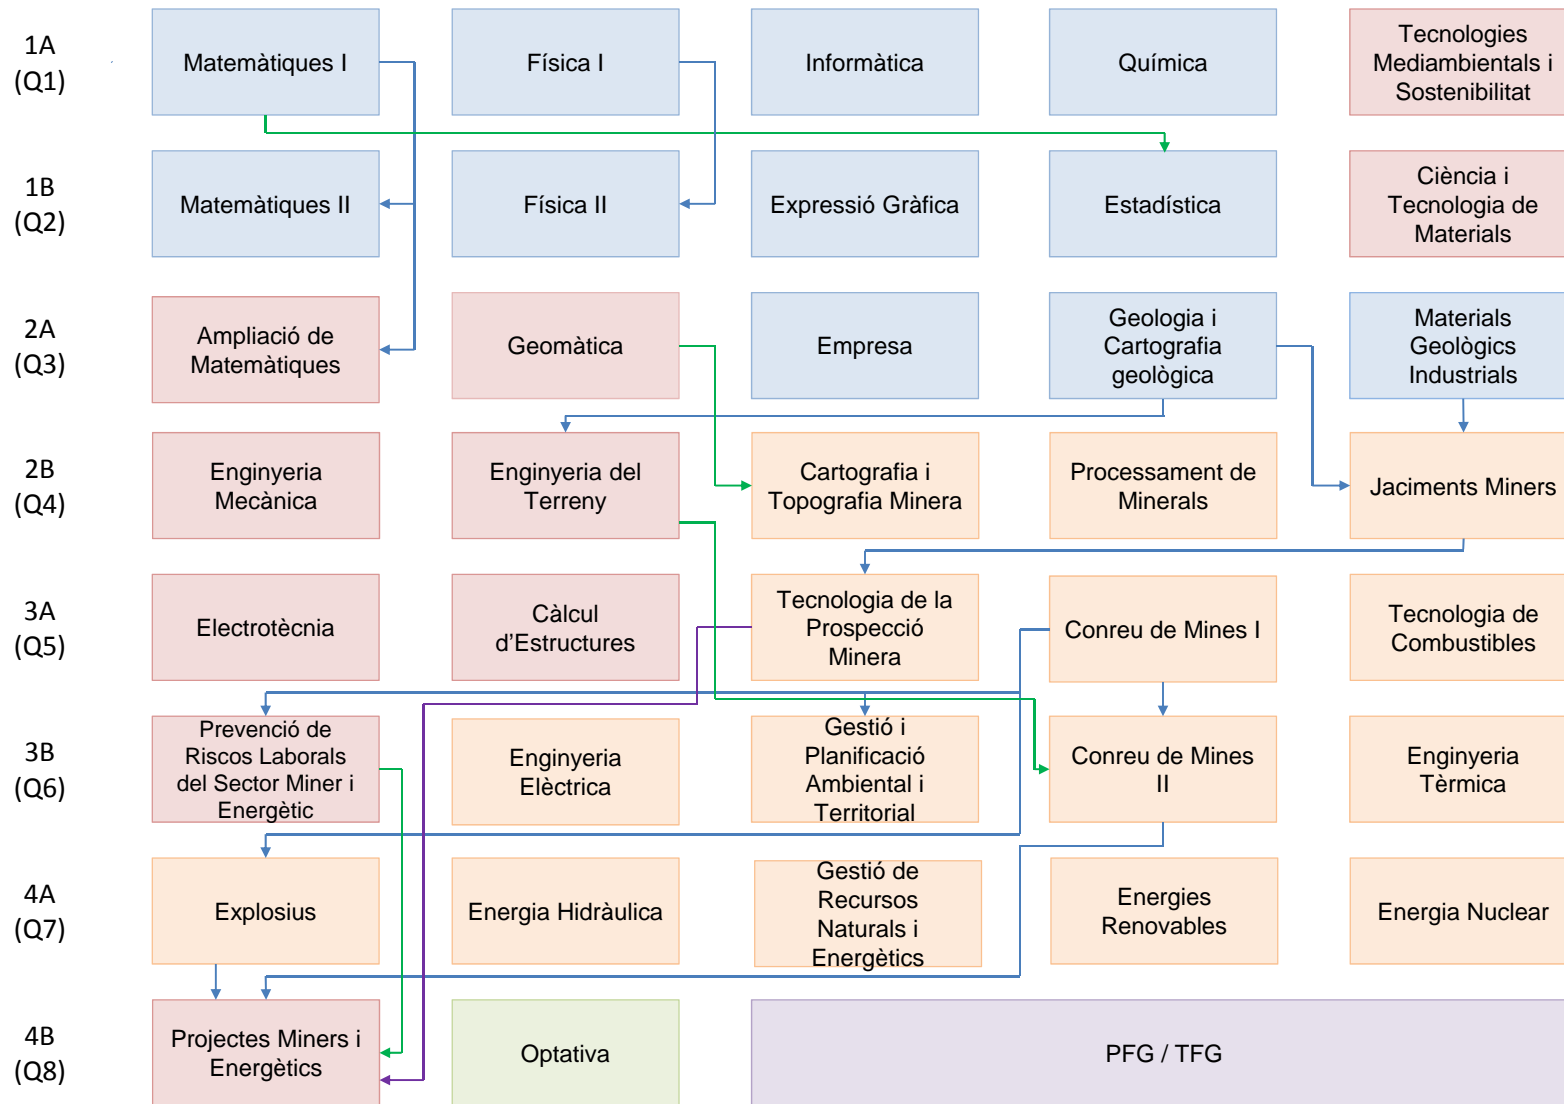 1A
(Q1)
Matemàtiques I
Física I
Informàtica
Química
Tecnologies
Mediambientals i
Sostenibilitat
1B
(Q2)
Matemàtiques II
Física II
Expressió Gràfica
Estadística
Ciència i
Tecnologia de
Materials
2A
(Q3)
Ampliació de
Matemàtiques
Geomàtica
Empresa
Geologia i
Cartografia
geològica
Materials
Geològics
Industrials
2B
(Q4)
Enginyeria
Mecànica
Enginyeria del
Terreny
Cartografia i
Topografia Minera
Processament de
Minerals
Jaciments Miners
3A
(Q5)
Electrotècnia
Càlcul
d’Estructures
Tecnologia de la
Prospecció
Minera
Conreu de Mines I
Tecnologia de
Combustibles
3B
(Q6)
Prevenció de
Riscos Laborals
del Sector Miner i
Energètic
Enginyeria
Elèctrica
Gestió i
Planificació
Ambiental i
Territorial
Conreu de Mines
II
Enginyeria
Tèrmica
4A
(Q7)
Explosius
Energia Hidràulica
Gestió de
Recursos
Naturals i
Energètics
Energies
Renovables
Energia Nuclear
4B
(Q8)
Projectes Miners i
Energètics
Optativa
PFG / TFG